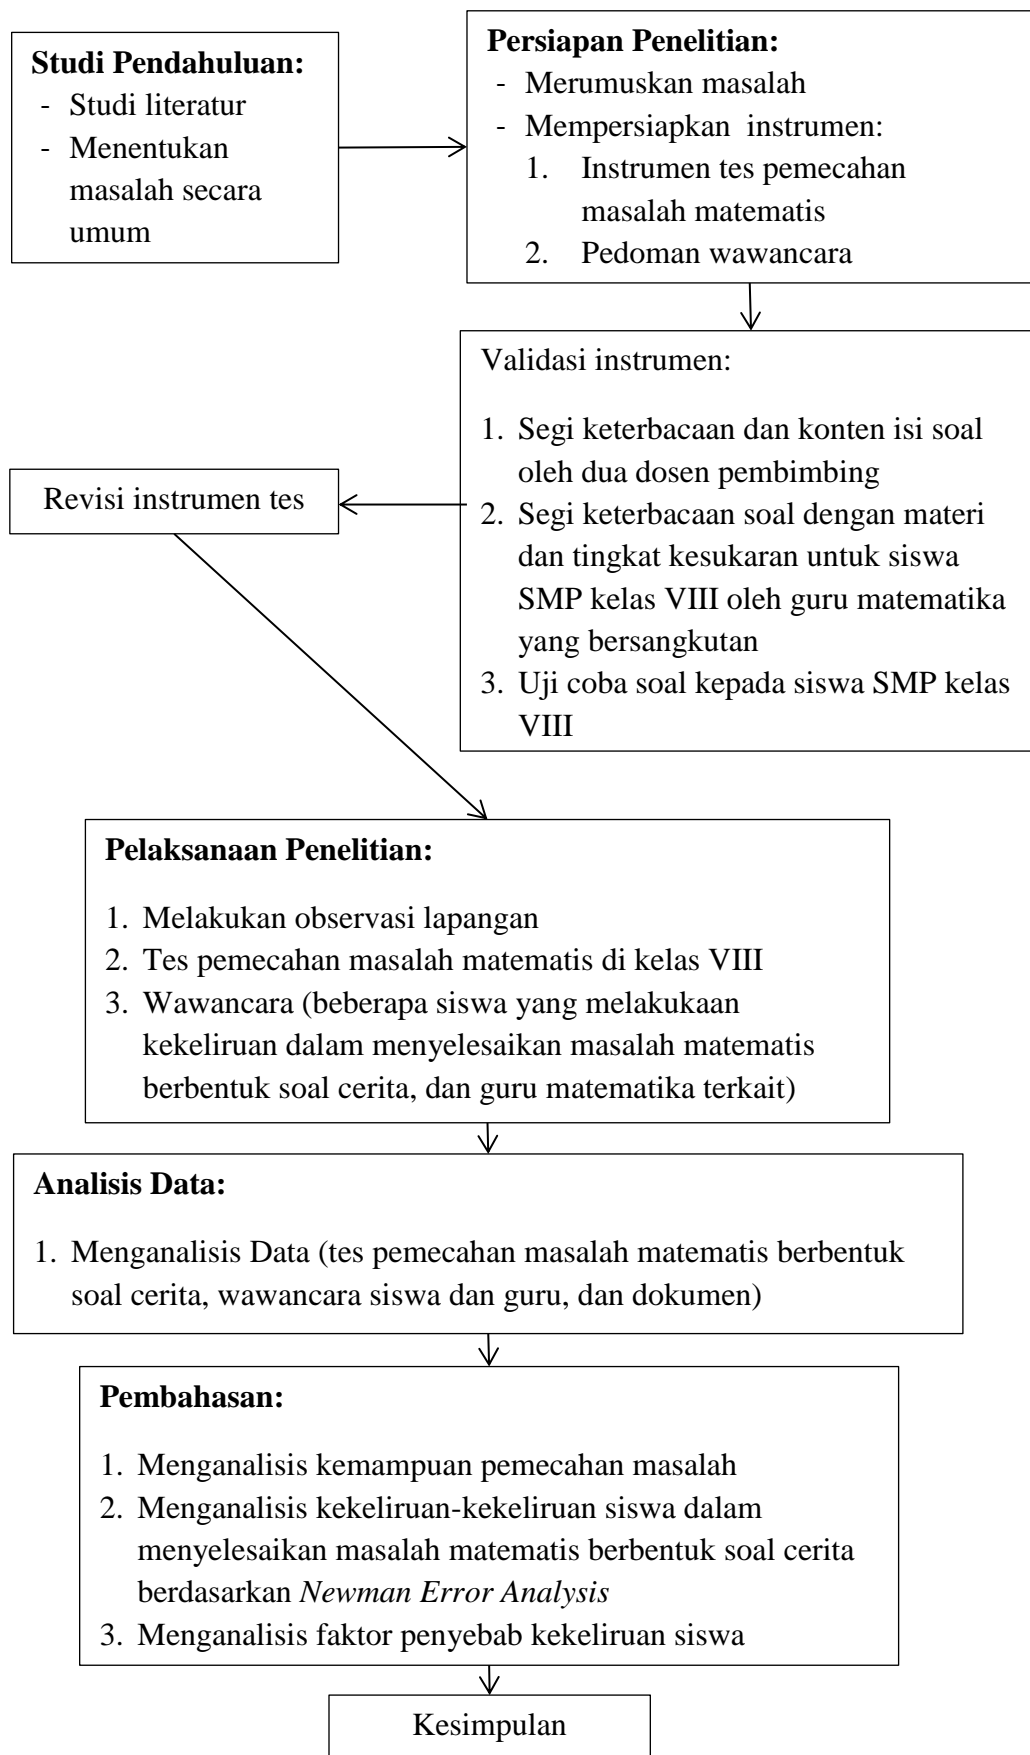 Studi Pendahuluan:
- Studi literatur
- Menentukan
masalah secara
umum
Persiapan Penelitian:
- Merumuskan masalah
- Mempersiapkan instrumen:
1. Instrumen tes pemecahan
masalah matematis
2. Pedoman wawancara
Validasi instrumen:
1. Segi keterbacaan dan konten isi soal
oleh dua dosen pembimbing
2. Segi keterbacaan soal dengan materi
dan tingkat kesukaran untuk siswa
SMP kelas VIII oleh guru matematika
yang bersangkutan
3. Uji coba soal kepada siswa SMP kelas
VIII
Revisi instrumen tes
Pelaksanaan Penelitian:
1. Melakukan observasi lapangan
2. Tes pemecahan masalah matematis di kelas VIII
3. Wawancara (beberapa siswa yang melakukaan
kekeliruan dalam menyelesaikan masalah matematis
berbentuk soal cerita, dan guru matematika terkait)
Analisis Data:
1. Menganalisis Data (tes pemecahan masalah matematis berbentuk
soal cerita, wawancara siswa dan guru, dan dokumen)
Pembahasan:
1. Menganalisis kemampuan pemecahan masalah
2. Menganalisis kekeliruan-kekeliruan siswa dalam
menyelesaikan masalah matematis berbentuk soal cerita
berdasarkan Newman Error Analysis
3. Menganalisis faktor penyebab kekeliruan siswa
Kesimpulan